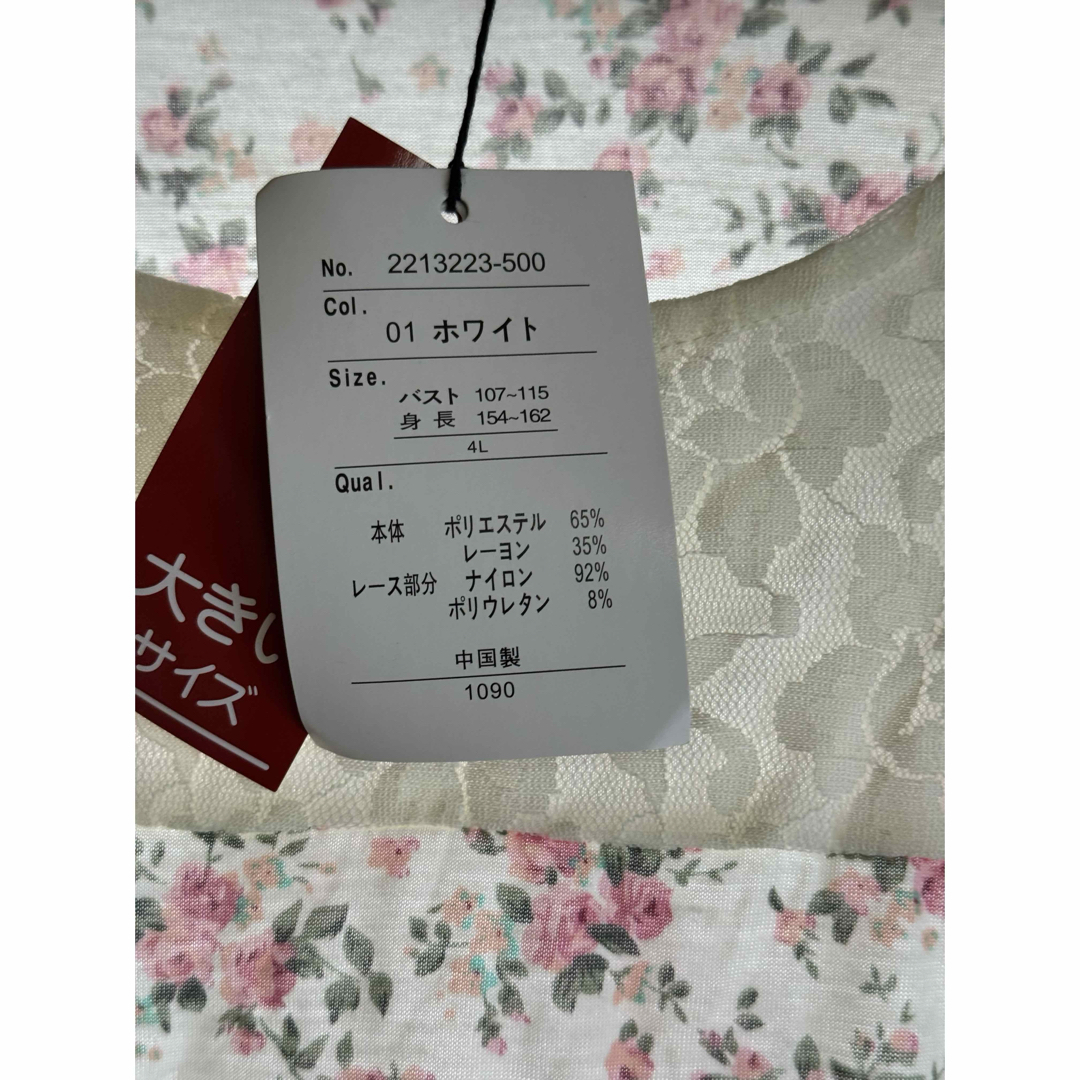 No. 2213223-500
Col.
01 ホワイト
Size.
バスト 107~115
身 長 154~162
4L
Qual.
本体 ポリエステル 65%
レーヨン 35%
レース部分 ナイロン 92%
ポリウレタン 8%
中国製
1090
大きい
サイズ